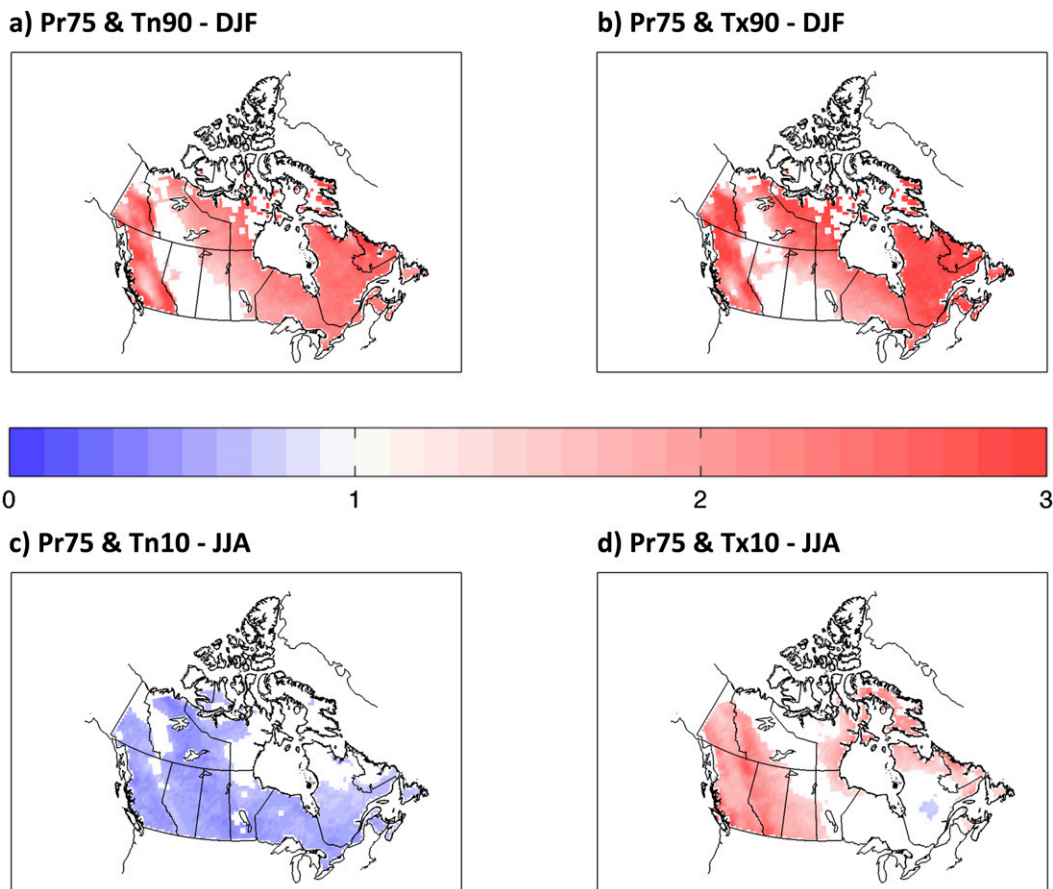 a) Pr75 & Tn90 - DJF
b) Pr75 & Tx90 - DJF
0 1 2 3
c) Pr75 & Tn10 - JJA
d) Pr75 & Tx10 - JJA